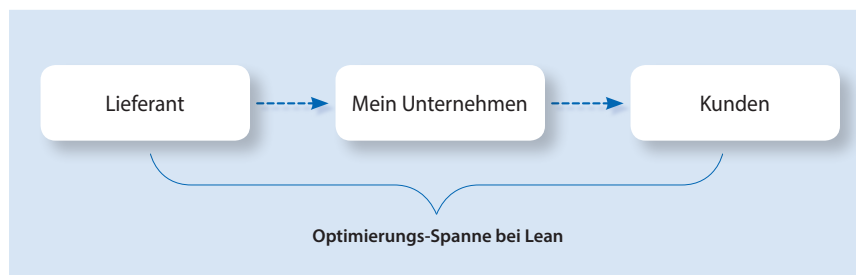 Lieferant
Mein Unternehmen
Kunden
Optimierungs-Spanne bei Lean